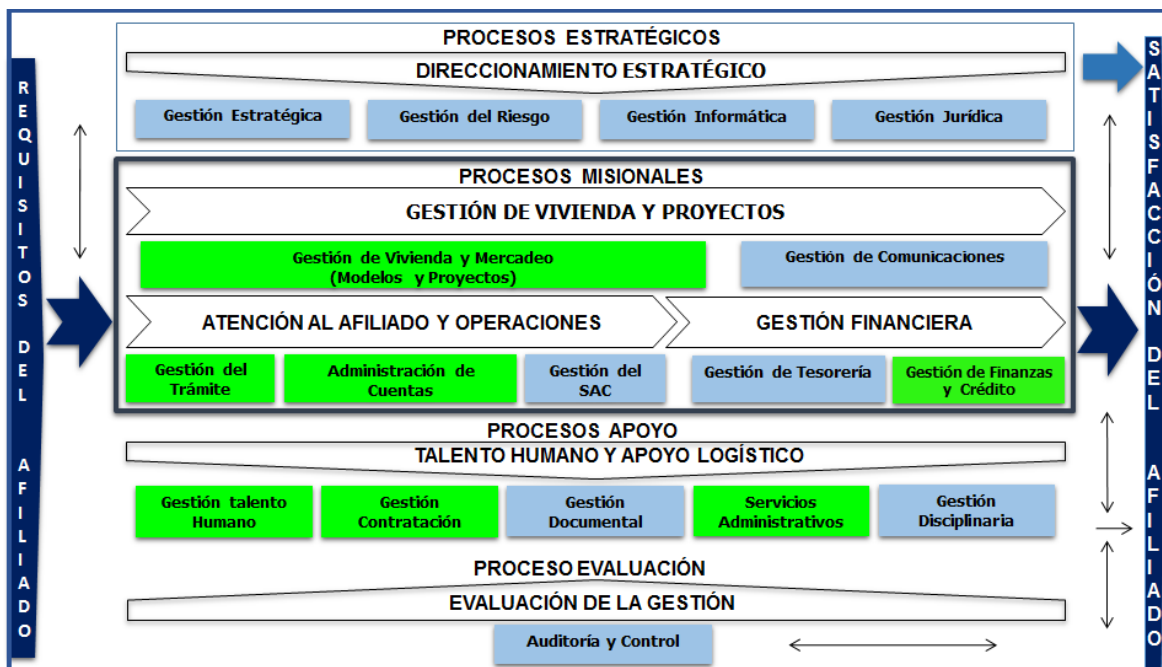 PROCESOS ESTRATÉGICOS
DIRECCIONAMIENTO ESTRATÉGICO
Gestión Estratégica
Gestión del Riesgo
Gestión Informática
Gestión Jurídica
REQUISITOS DEL AFILIADO
PROCESOS MISIONALES
GESTIÓN DE VIVIENDA Y PROYECTOS
Gestión de Vivienda y Mercadeo
(Modelos y Proyectos)
Gestión de Comunicaciones
ATENCIÓN AL AFILIADO Y OPERACIONES
GESTIÓN FINANCIERA
Gestión del
Trámite
Administración de
Cuentas
Gestión del
SAC
Gestión de Tesorería
Gestión de Finanzas
y Crédito
SATISFACCIÓN DEL AFILIADO
PROCESOS APOYO
TALENTO HUMANO Y APOYO LOGÍSTICO
Gestión talento
Humano
Gestión
Contratación
Gestión
Documental
Servicios
Administrativos
Gestión
Disciplinaria
PROCESO EVALUACIÓN
EVALUACIÓN DE LA GESTIÓN
Auditoría y Control